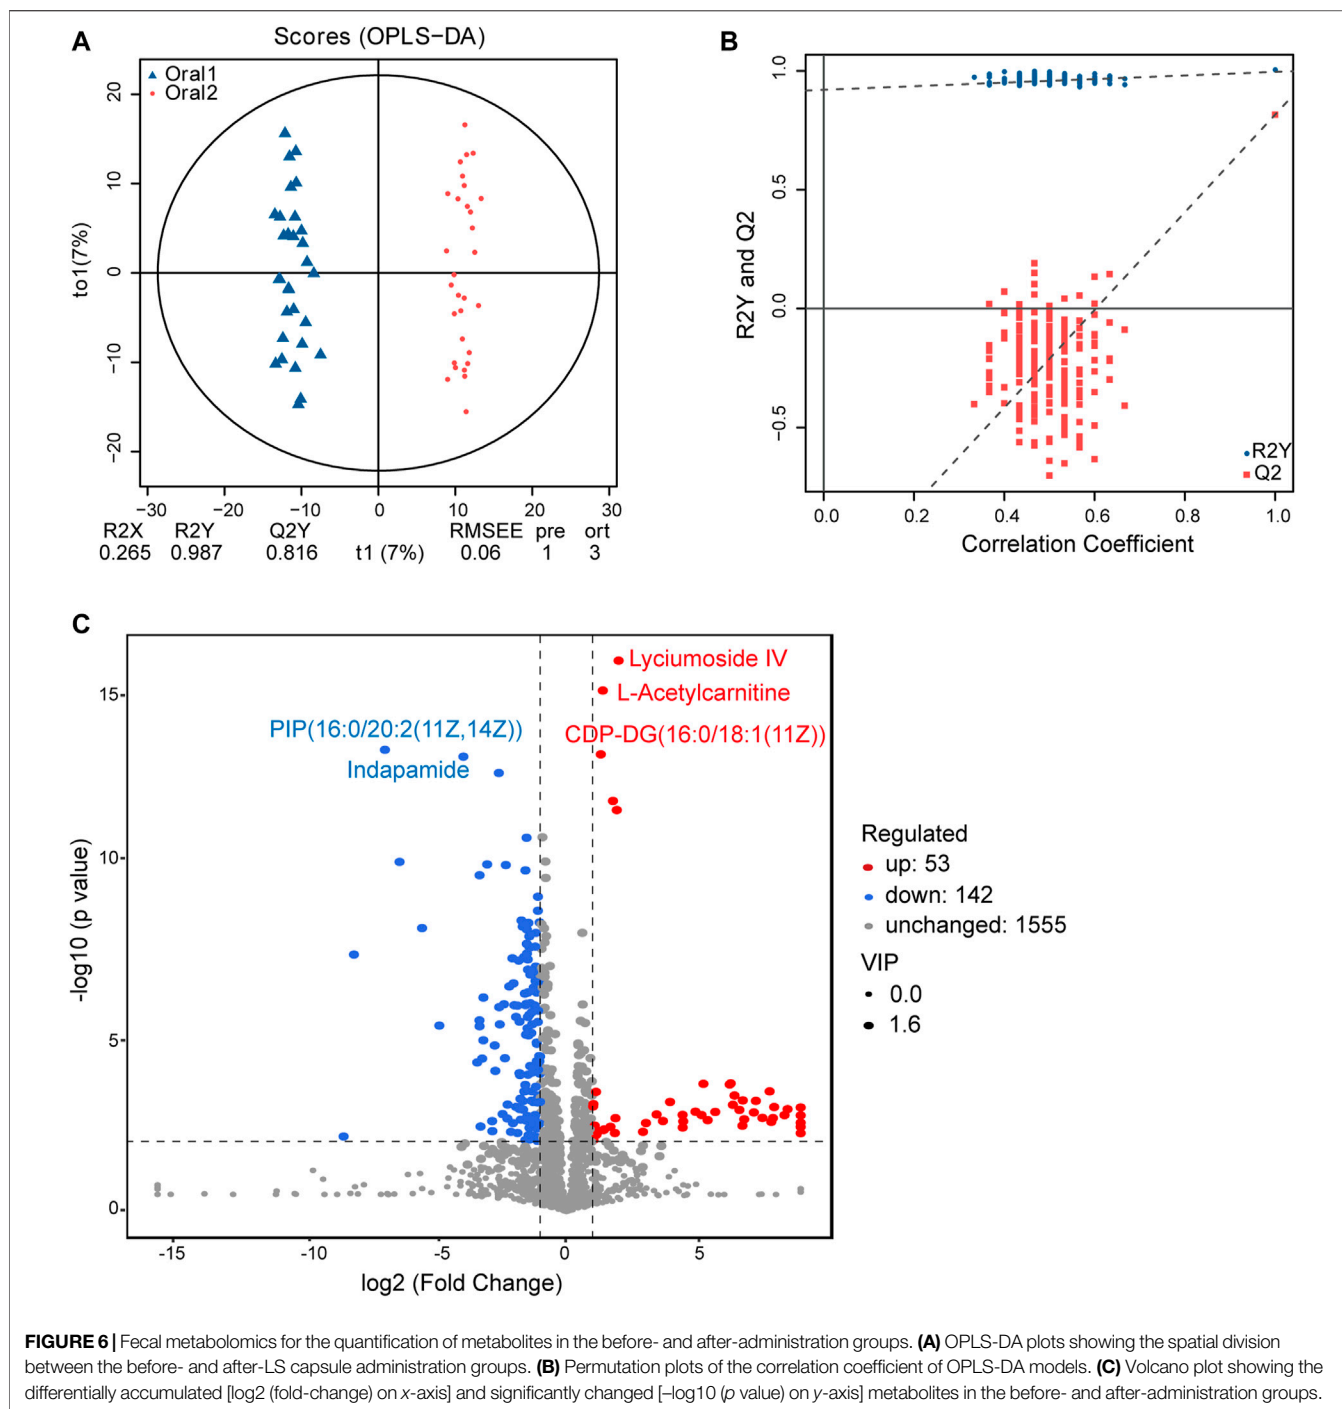 A
Scores (OPLS−DA)
Oral1
Oral2
to1(7%)
20
10
0
−10
−20
−30 −20 −10 0 10 20 30
R2X R2Y Q2Y RMSEE pre ort
0.265 0.987 0.816 t1 (7%) 0.06 1 3
B
R2Y and Q2
1.0
0.5
0.0
−0.5
R2Y
Q2
0.0 0.2 0.4 0.6 0.8 1.0
Correlation Coefficient
C
Lyciumoside IV
L-Acetylcarnitine
PIP(16:0/20:2(11Z,14Z))
CDP-DG(16:0/18:1(11Z))
Indapamide
-log10 (p value)
15
10
5
0
-15 -10 -5 0 5
log2 (Fold Change)
Regulated
up: 53
down: 142
unchanged: 1555
VIP
0.0
1.6
FIGURE 6 | Fecal metabolomics for the quantification of metabolites in the before- and after-administration groups. (A) OPLS-DA plots showing the spatial division
between the before- and after-LS capsule administration groups. (B) Permutation plots of the correlation coefficient of OPLS-DA models. (C) Volcano plot showing the
differentially accumulated [log2 (fold-change) on x-axis] and significantly changed [–log10 (p value) on y-axis] metabolites in the before- and after-administration groups.